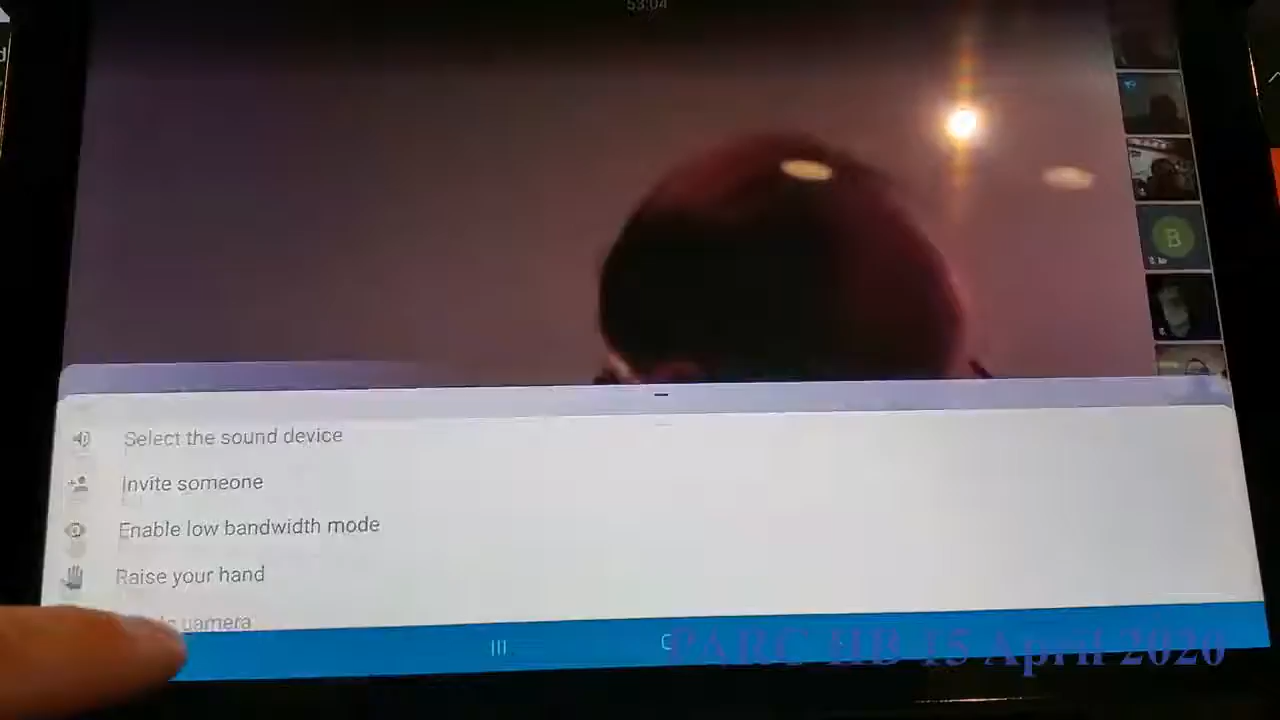 53:04
B
Select the sound device
Invite someone
Enable low bandwidth mode
Raise your hand
camera
PARC HB 15 April 2020